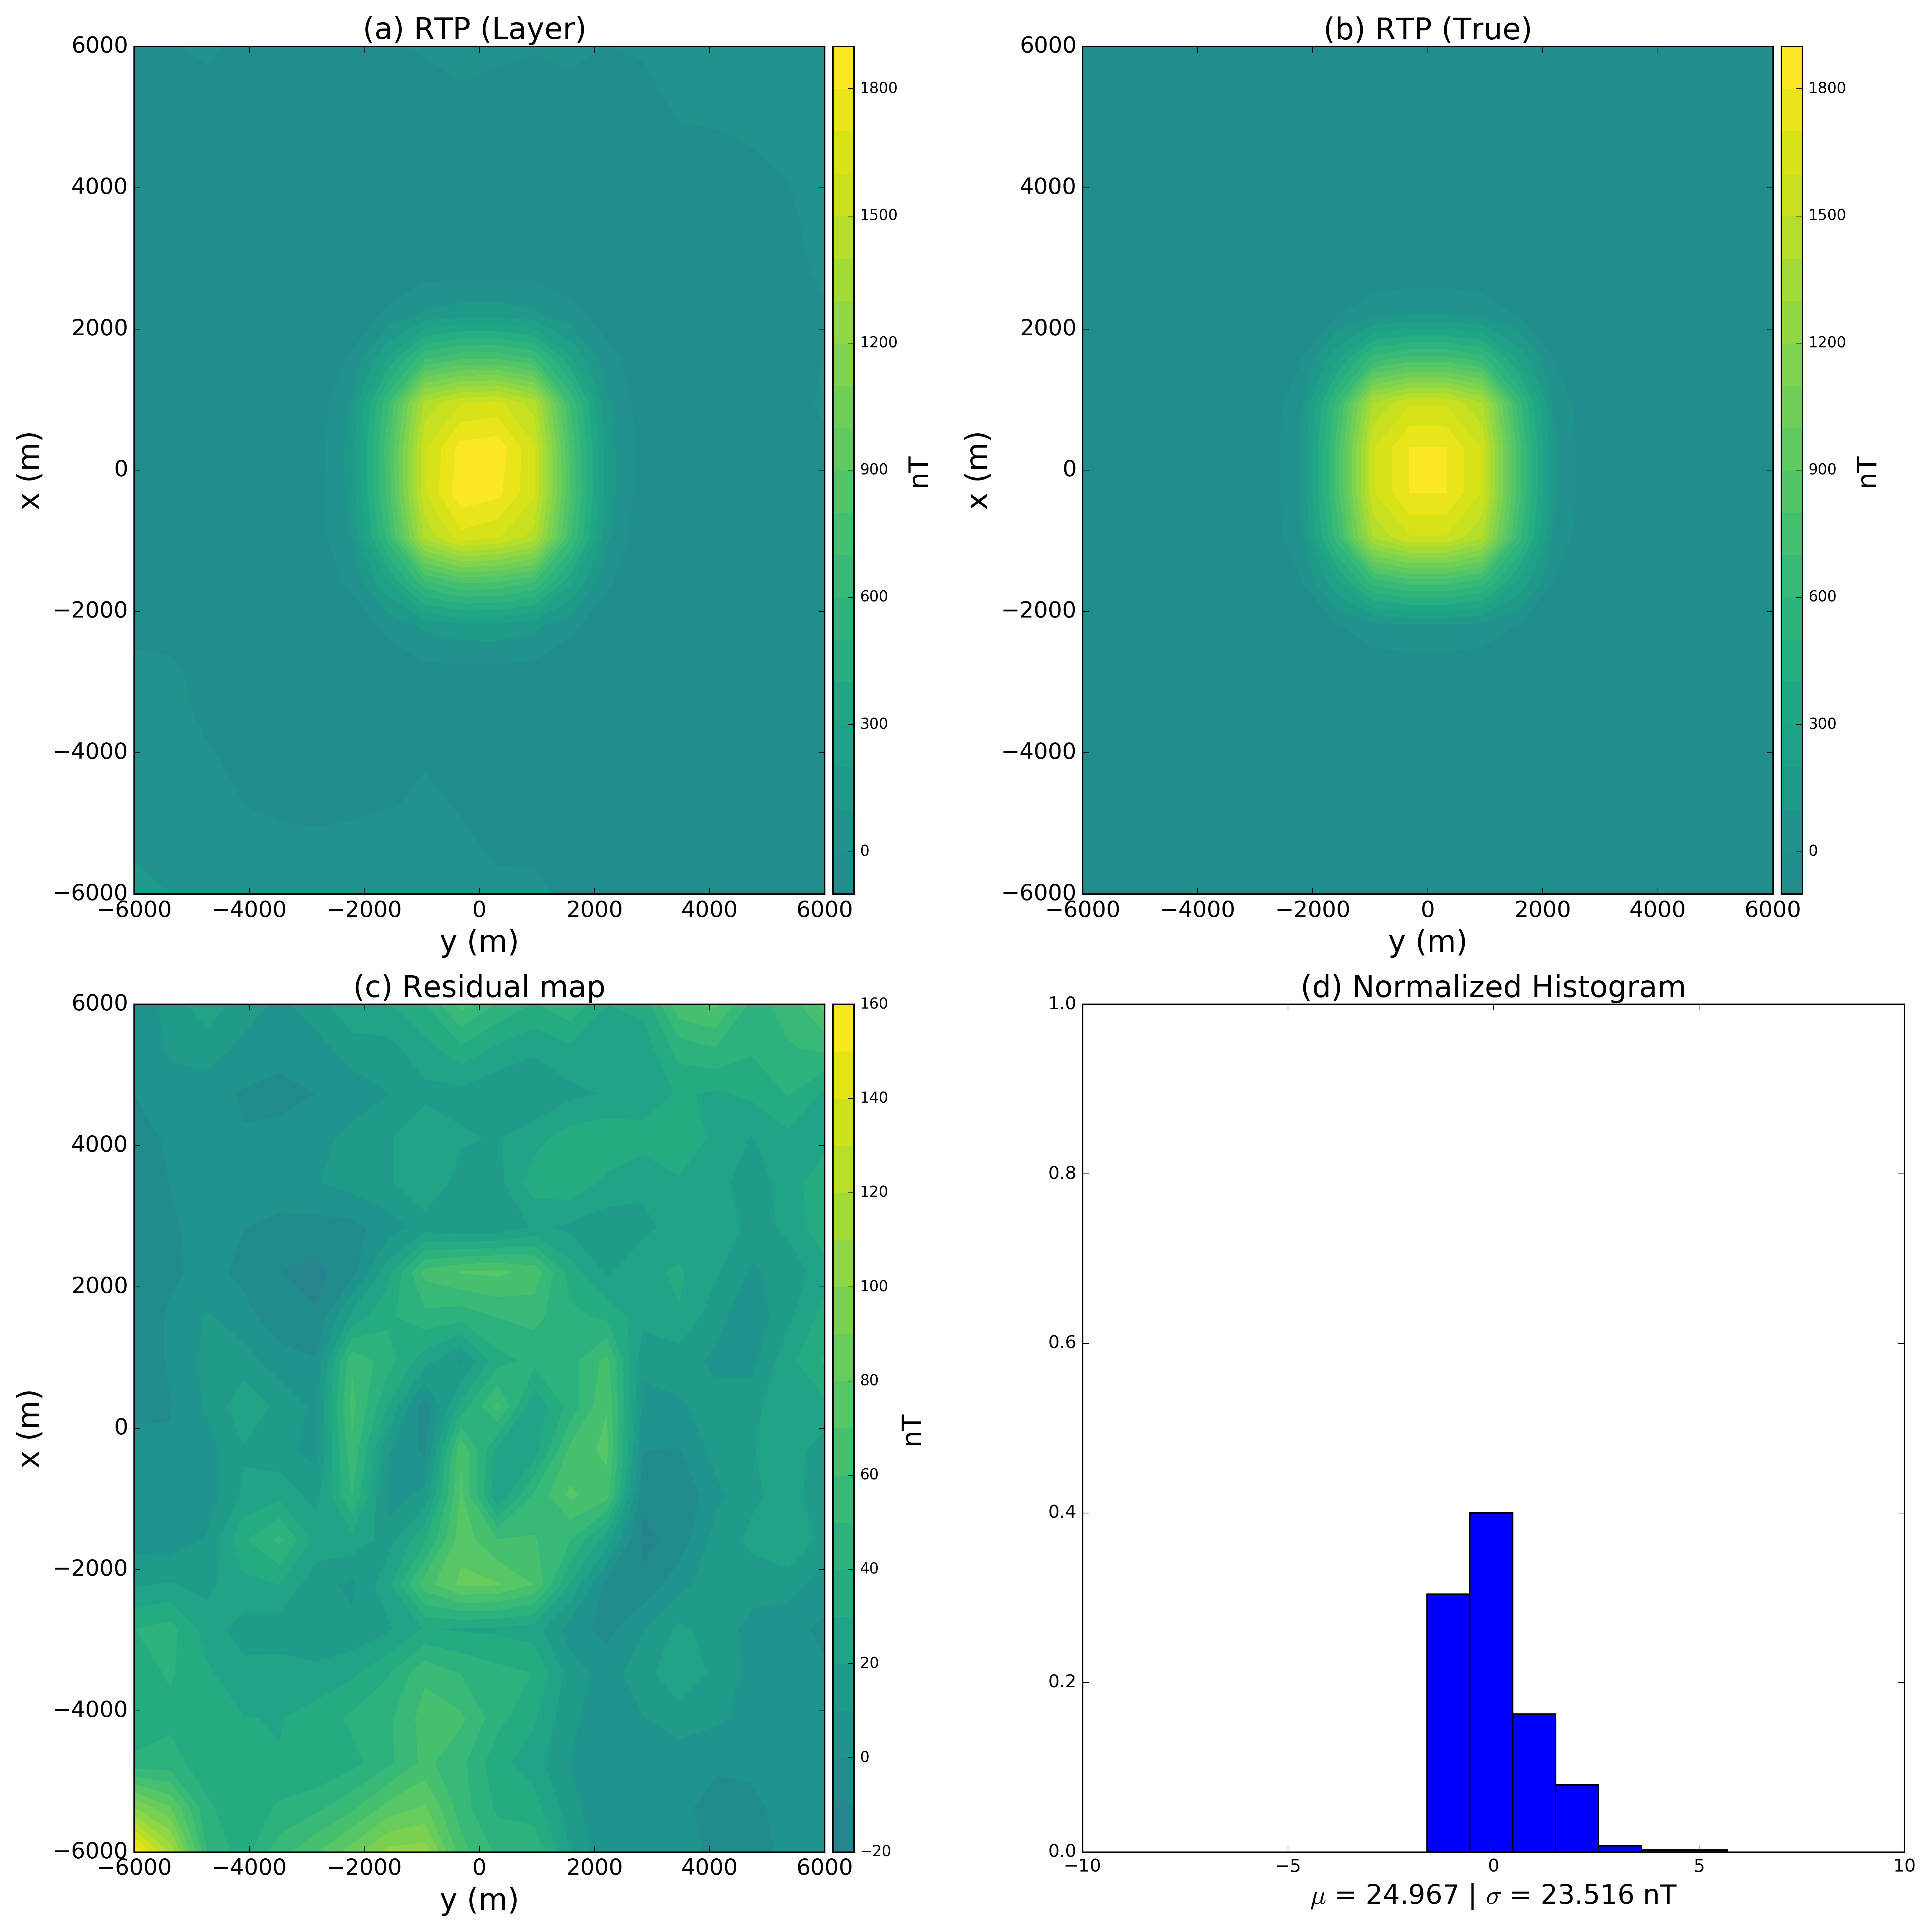 (a) RTP (Layer)
6000
4000
2000
0
−2000
−4000
−6000
x (m)
−6000 −4000 −2000 0 2000 4000 6000
y (m)
1800
1500
1200
900
600
300
0
nT
(b) RTP (True)
6000
4000
2000
0
−2000
−4000
−6000
x (m)
−6000 −4000 −2000 0 2000 4000 6000
y (m)
1800
1500
1200
900
600
300
0
nT
(c) Residual map
6000
4000
2000
0
−2000
−4000
−6000
x (m)
−6000 −4000 −2000 0 2000 4000 6000
y (m)
160
140
120
100
80
60
40
20
0
−20
nT
(d) Normalized Histogram
1.0
0.8
0.6
0.4
0.2
0.0
−10 −5 0 5 10
μ = 24.967 | σ = 23.516 nT